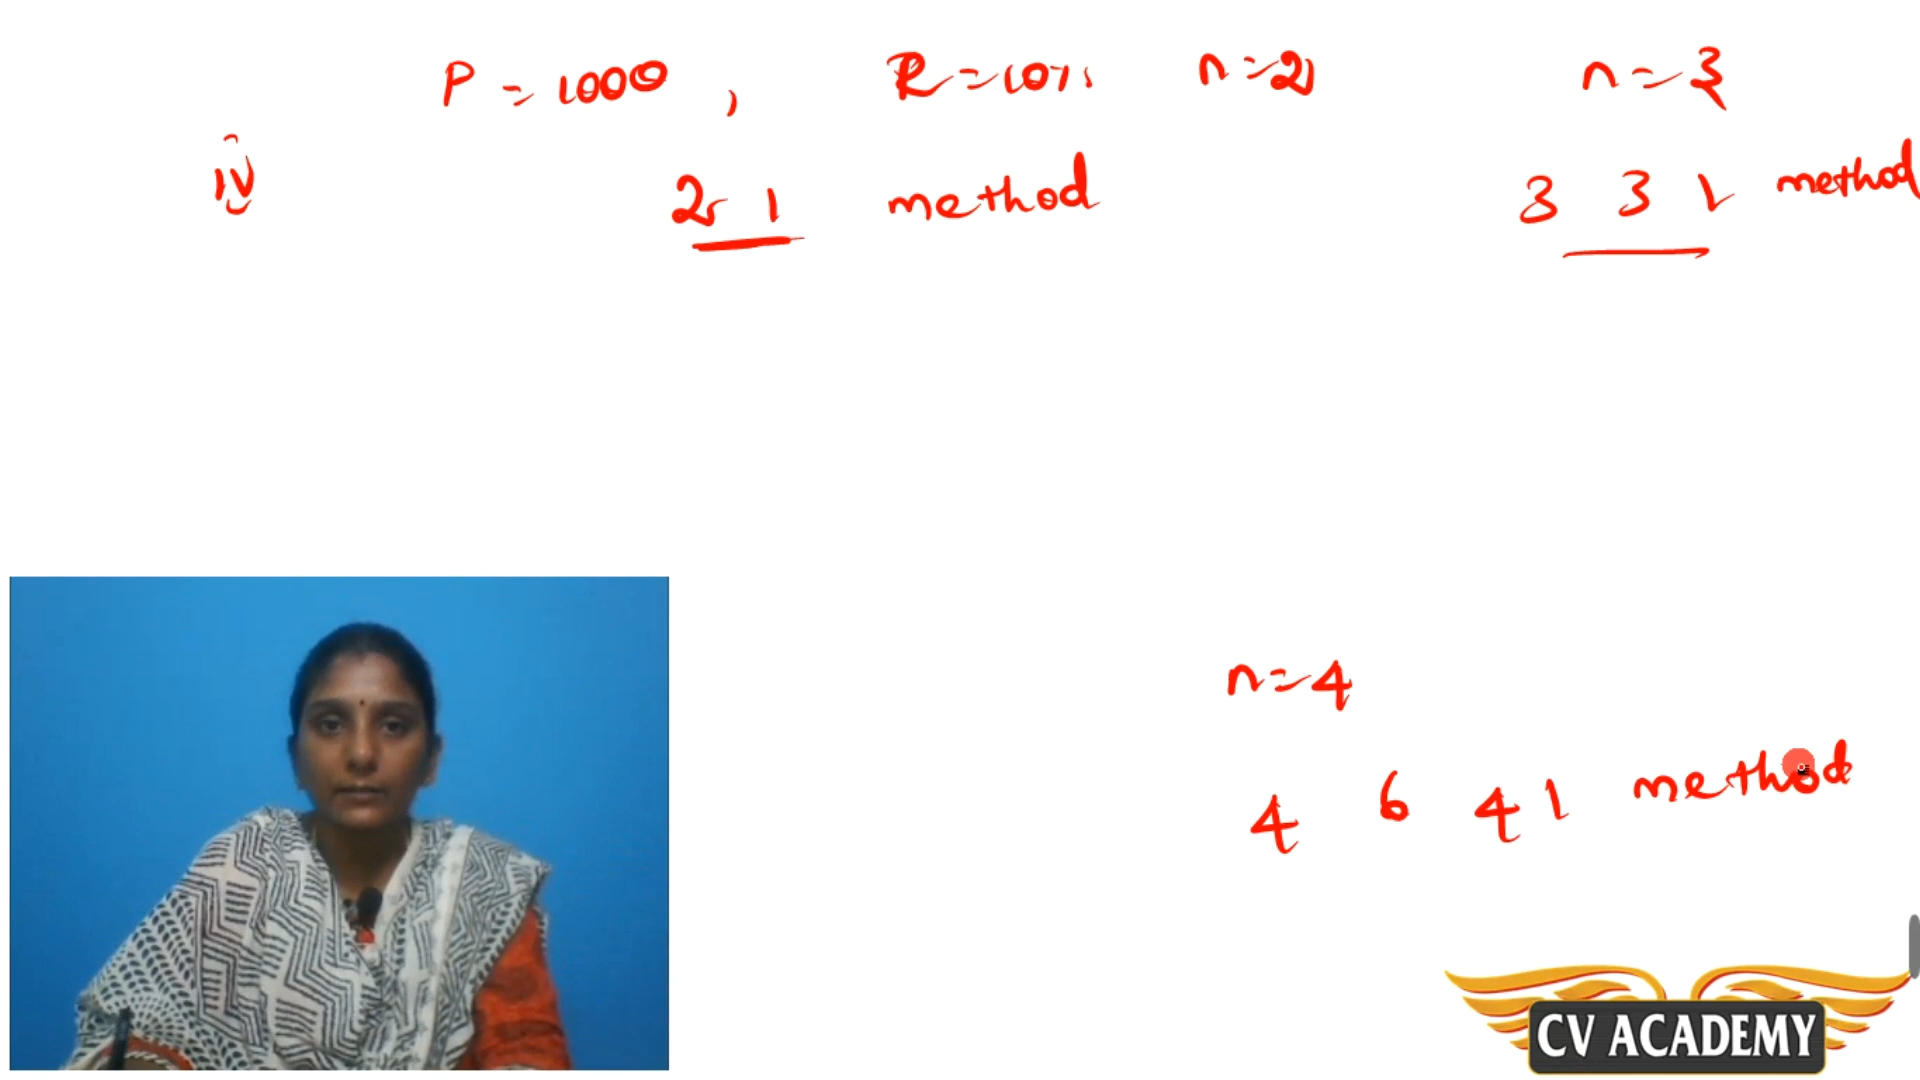 P = 1000 , R = 10% n = 2 n = 3
iv 2 1 method 3 3 1 method
n = 4
4 6 4 1 method
CV ACADEMY